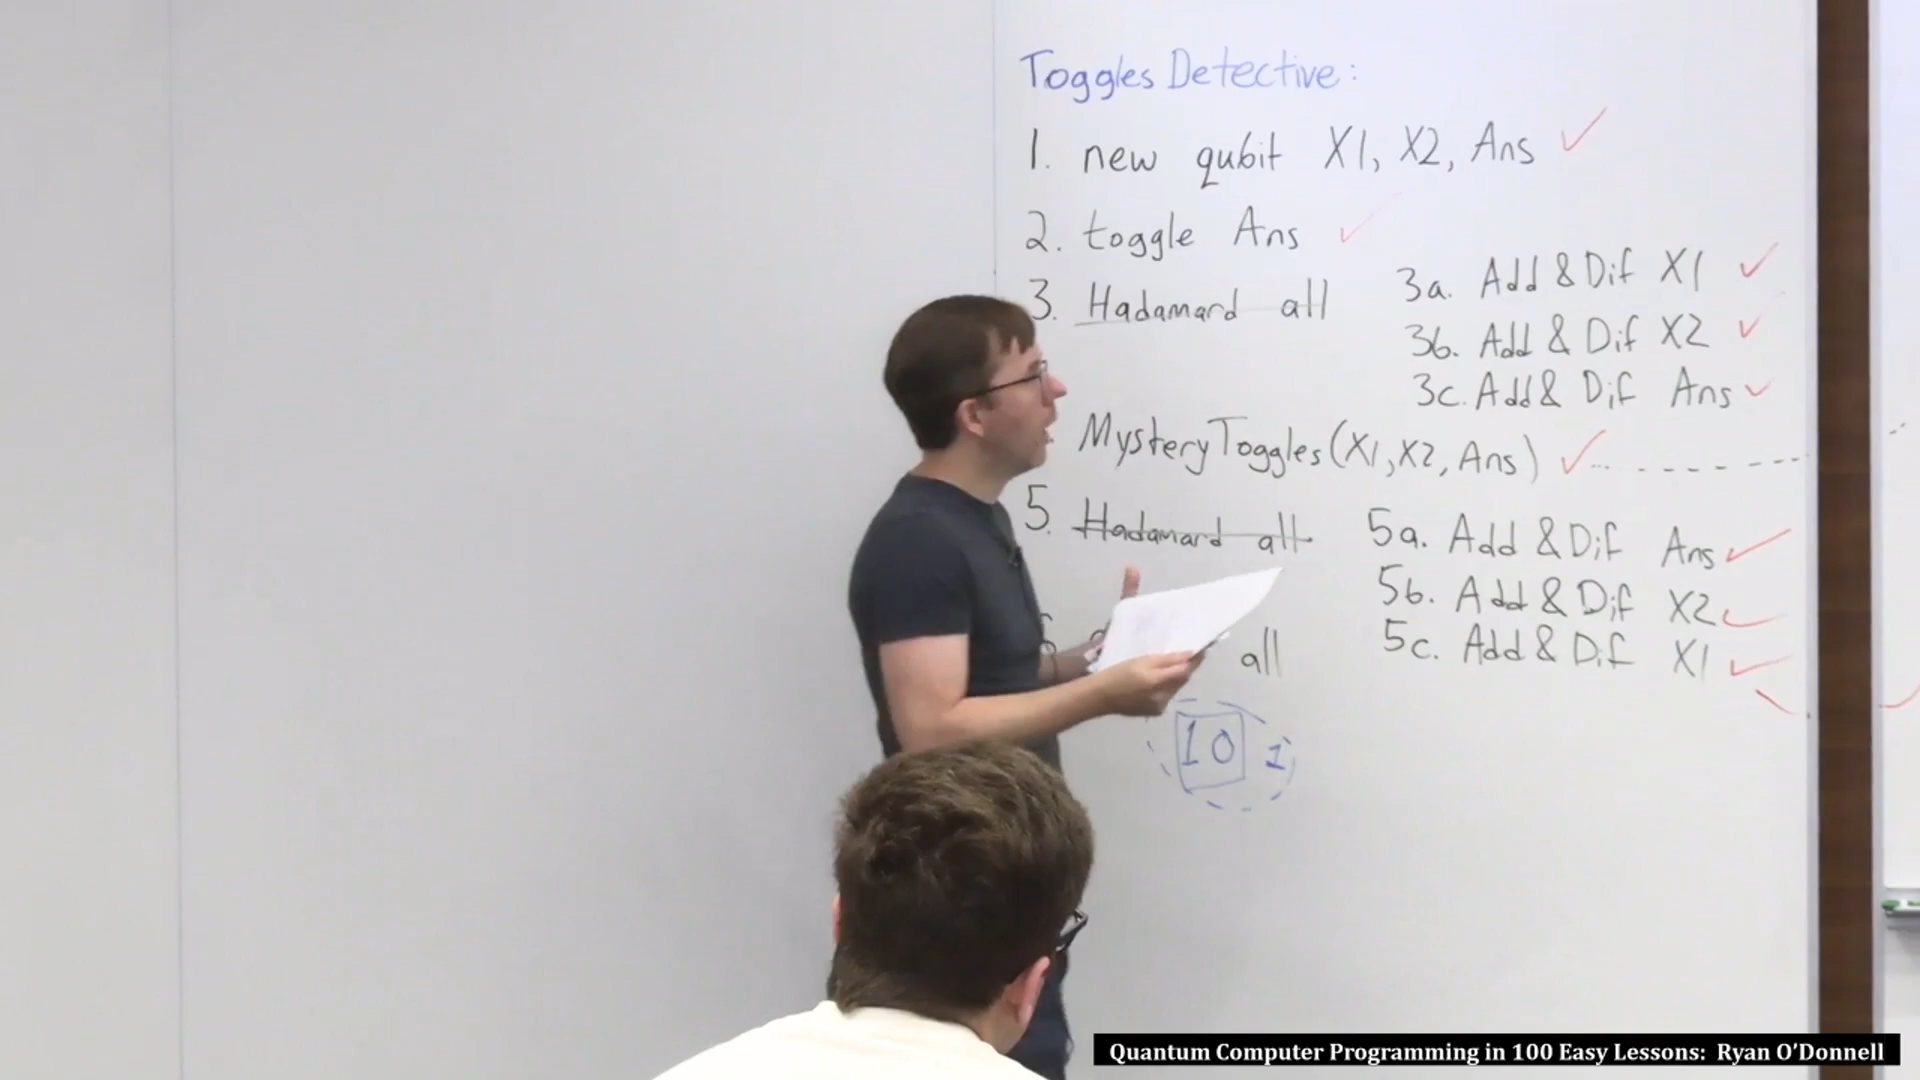 Toggles Detective:
1. new qubit X1, X2, Ans ✓
2. toggle Ans ✓
3. Hadamard all
3a. Add & Dif X1 ✓
3b. Add & Dif X2 ✓
3c. Add & Dif Ans ✓
MysteryToggles(X1,X2,Ans) ✓
5. Hadamard all
5a. Add & Dif Ans ✓
5b. Add & Dif X2 ✓
5c. Add & Dif X1 ✓
all
10 1
Quantum Computer Programming in 100 Easy Lessons: Ryan O'Donnell